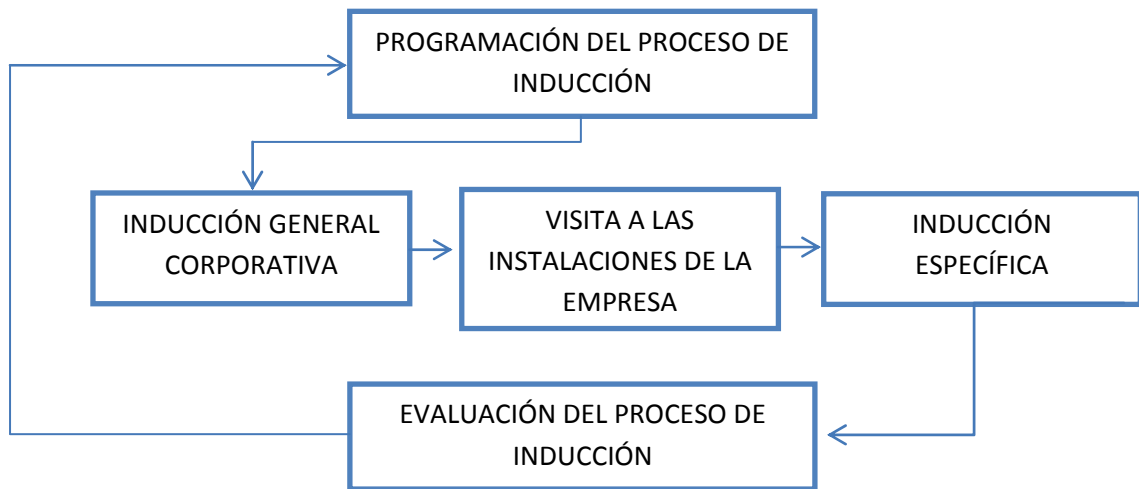 PROGRAMACIÓN DEL PROCESO DE
INDUCCIÓN
INDUCCIÓN GENERAL
CORPORATIVA
VISITA A LAS
INSTALACIONES DE LA
EMPRESA
INDUCCIÓN
ESPECÍFICA
EVALUACIÓN DEL PROCESO DE
INDUCCIÓN